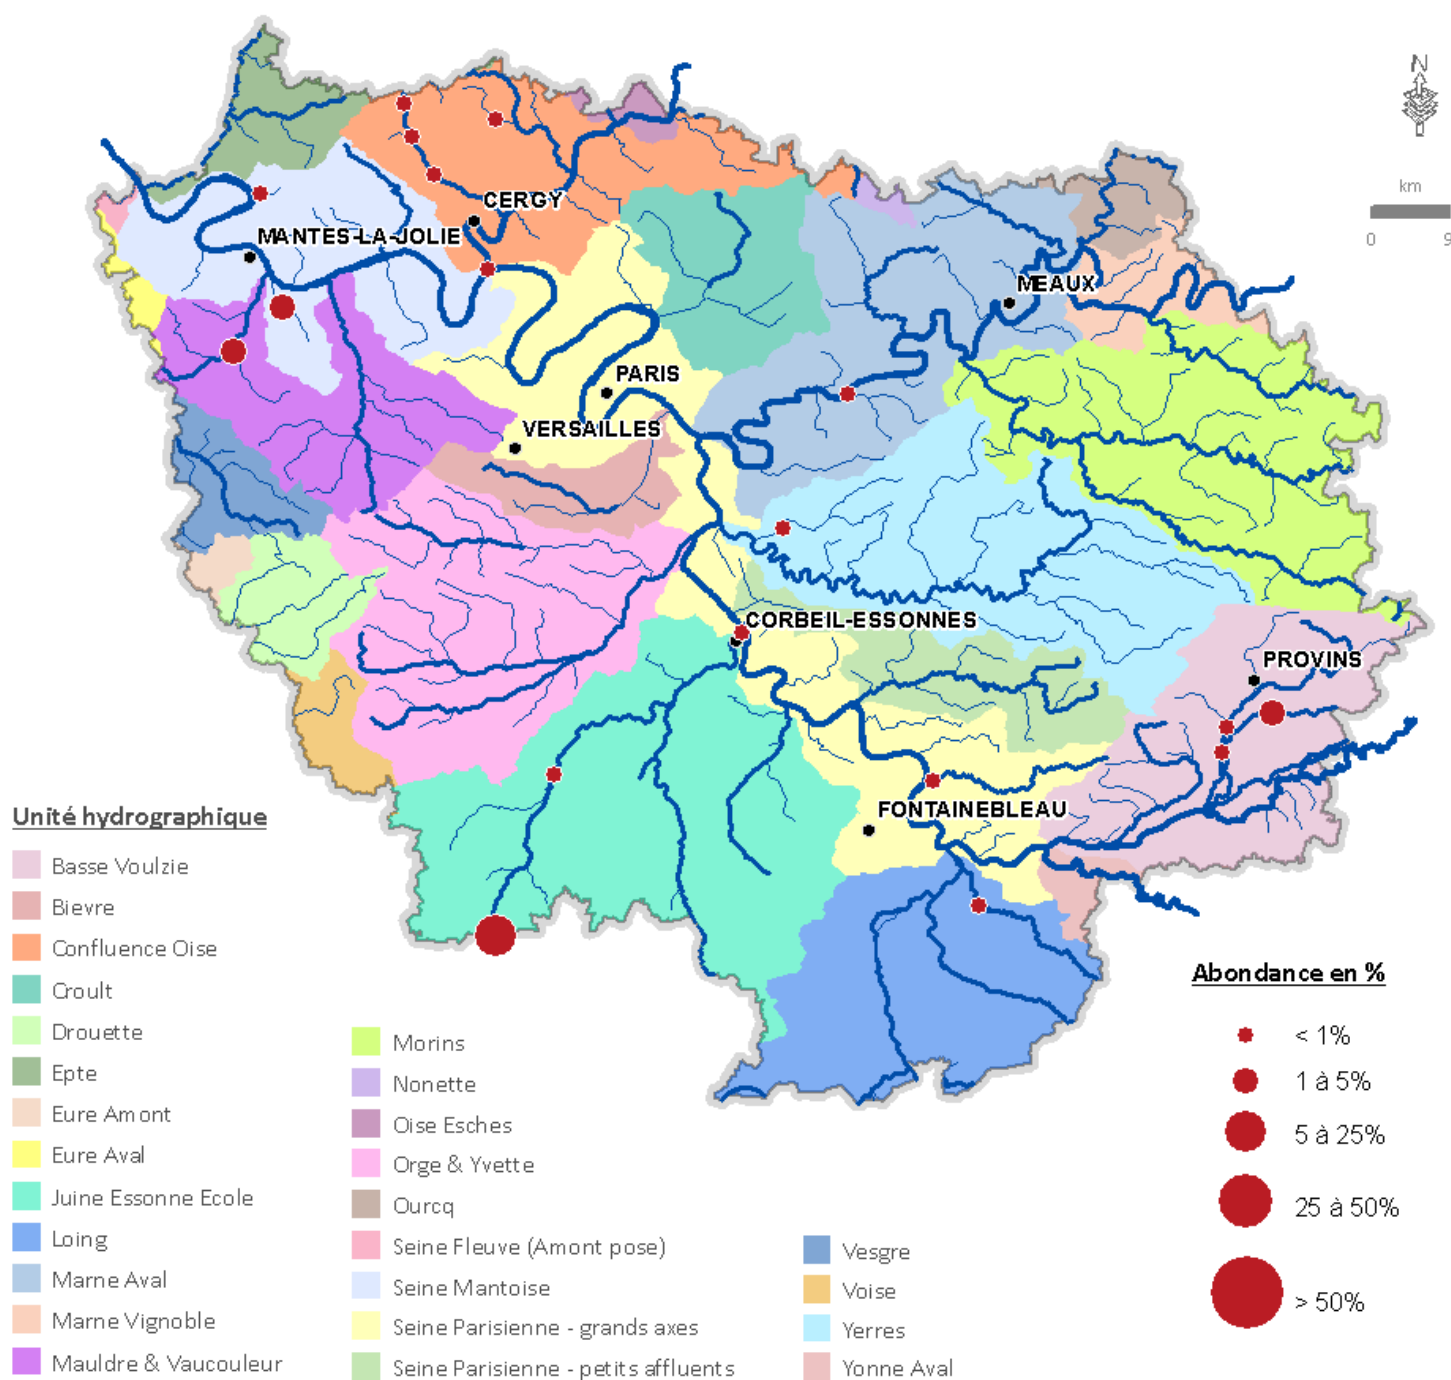 N
km
0 9
CERGY
MANTES-LA-JOLIE
MEAUX
PARIS
VERSAILLES
CORBEIL-ESSONNES
PROVINS
FONTAINEBLEAU
Unité hydrographique
Basse Voulzie
Bievre
Confluence Oise
Croult
Drouette
Epte
Eure Amont
Eure Aval
Juine Essonne Ecole
Loing
Marne Aval
Marne Vignoble
Mauldre & Vaucouleur
Morins
Nonette
Oise Esches
Orge & Yvette
Ourcq
Seine Fleuve (Amont pose)
Seine Mantoise
Seine Parisienne - grands axes
Seine Parisienne - petits affluents
Vesgre
Voise
Yerres
Yonne Aval
Abondance en %
< 1%
1 à 5%
5 à 25%
25 à 50%
> 50%